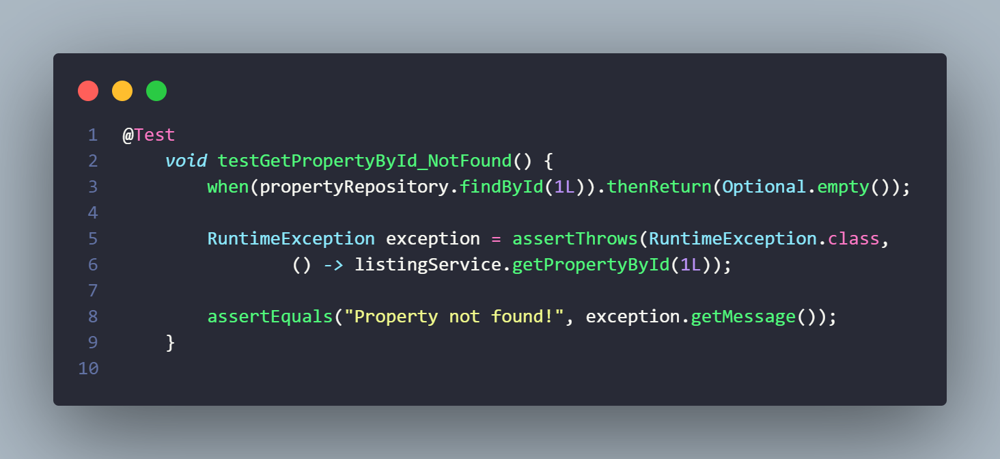 1 @Test
2 void testGetPropertyById_NotFound() {
3 when(propertyRepository.findById(1L)).thenReturn(Optional.empty());
4
5 RuntimeException exception = assertThrows(RuntimeException.class,
6 () -> listingService.getPropertyById(1L));
7
8 assertEquals("Property not found!", exception.getMessage());
9 }
10